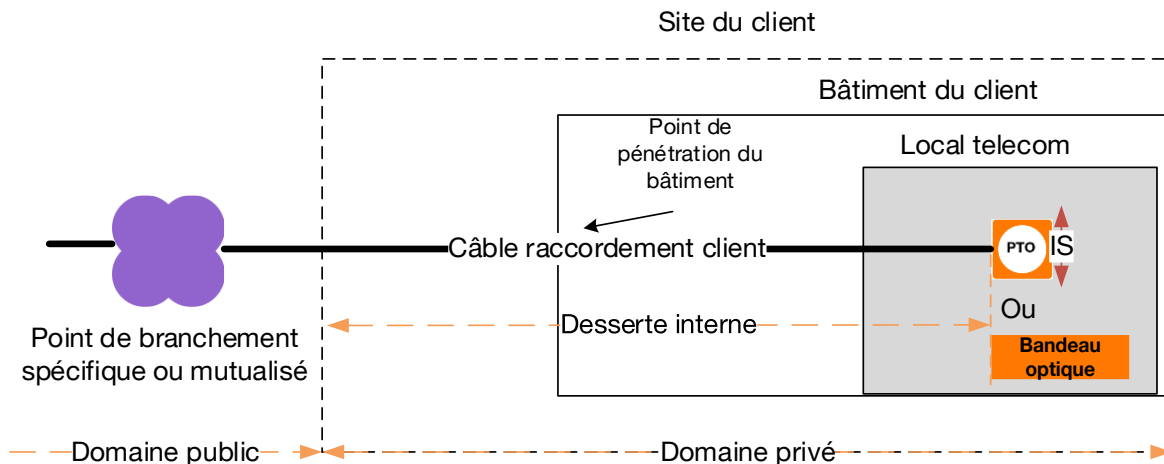 Site du client
Bâtiment du client
Point de
pénétration du
bâtiment
Local telecom
Câble raccordement client
PTO
IS
Point de branchement
spécifique ou mutualisé
Desserte interne
Ou
Bandeau
optique
Domaine public
Domaine privé